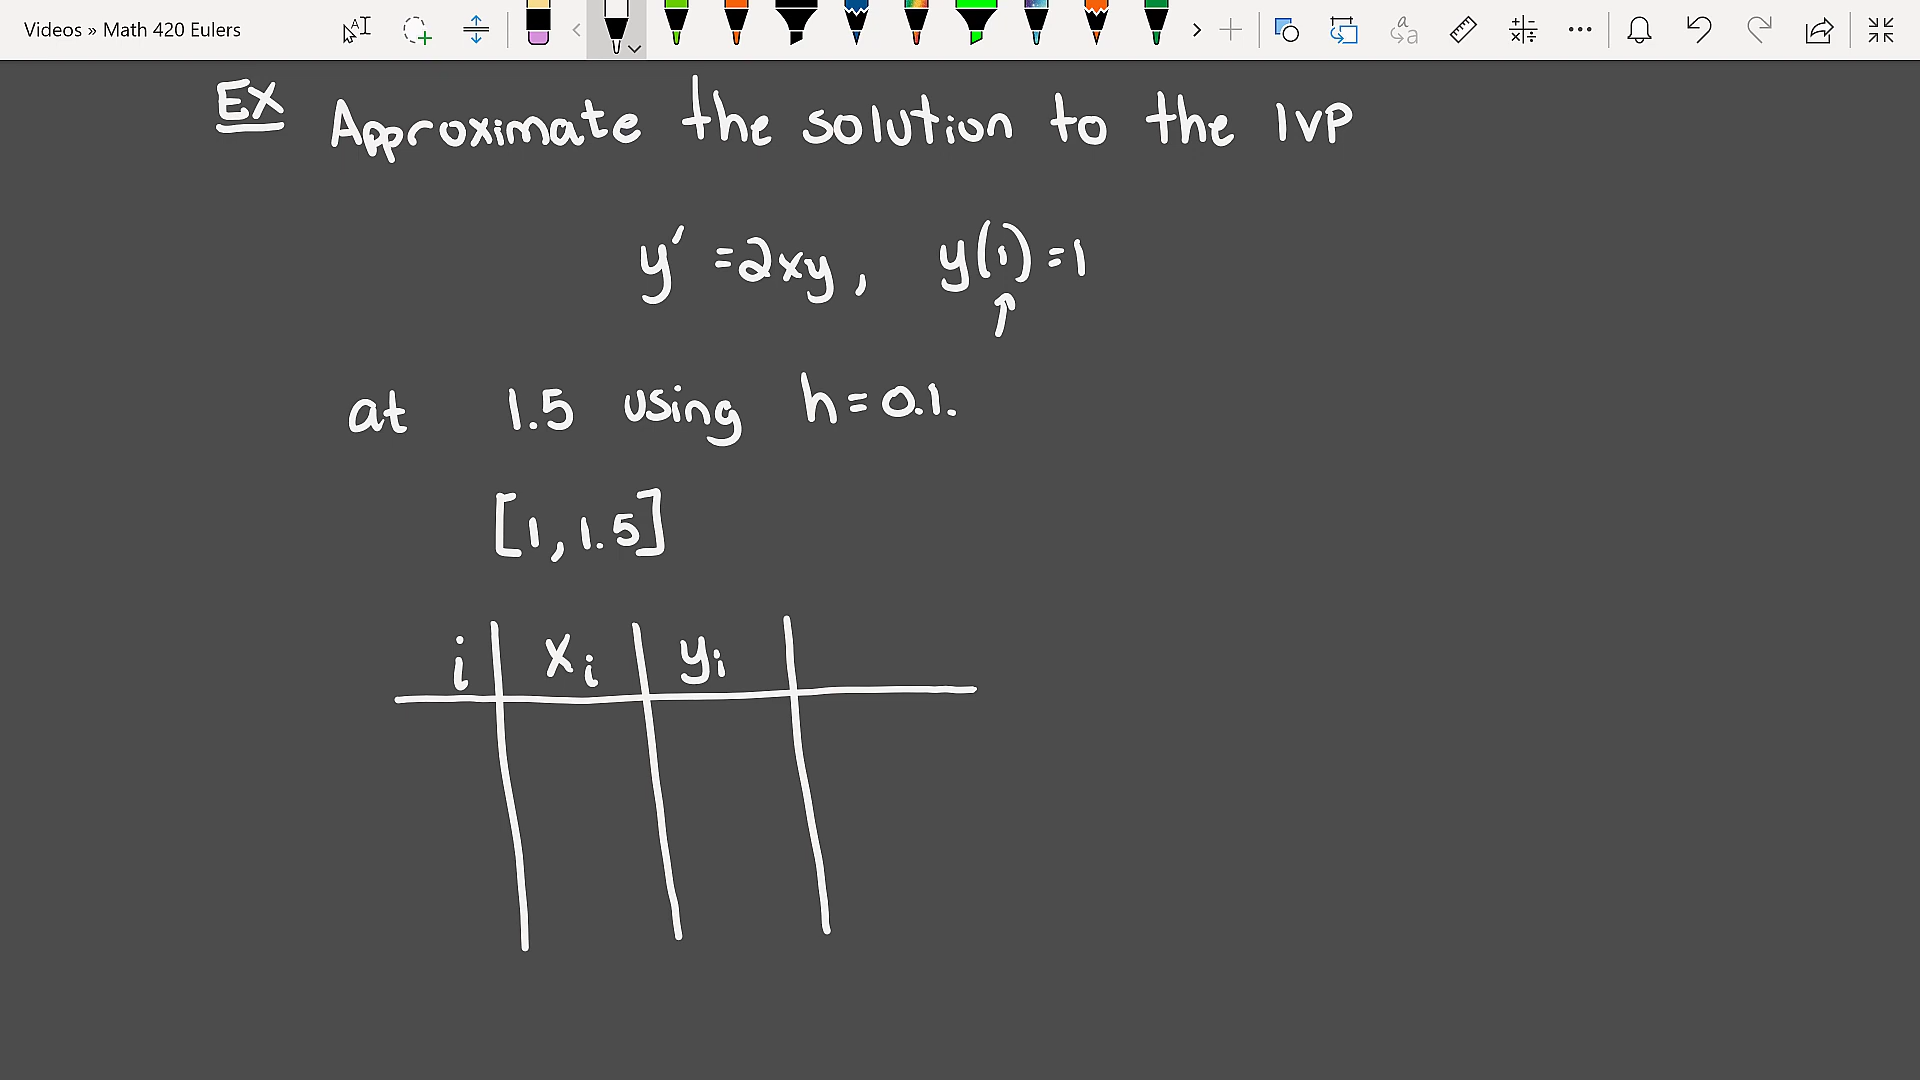 Videos » Math 420 Eulers
EX Approximate the solution to the IVP
y' = 2xy, y(1) = 1
↑
at 1.5 using h = 0.1.
[1, 1.5]
i xᵢ yᵢ